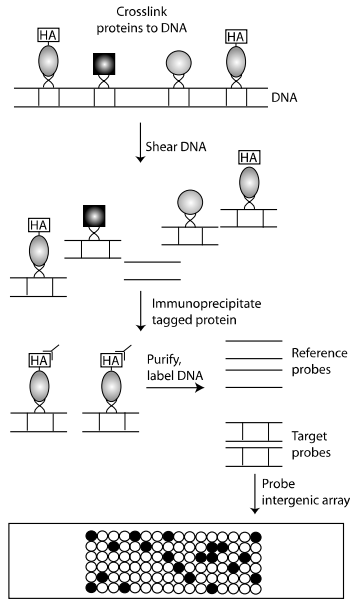 Crosslink
proteins to DNA
HA
HA
DNA
Shear DNA
HA
HA
Immunoprecipitate
tagged protein
HA
HA
Purify,
label DNA
Reference
probes
Target
probes
Probe
intergenic array